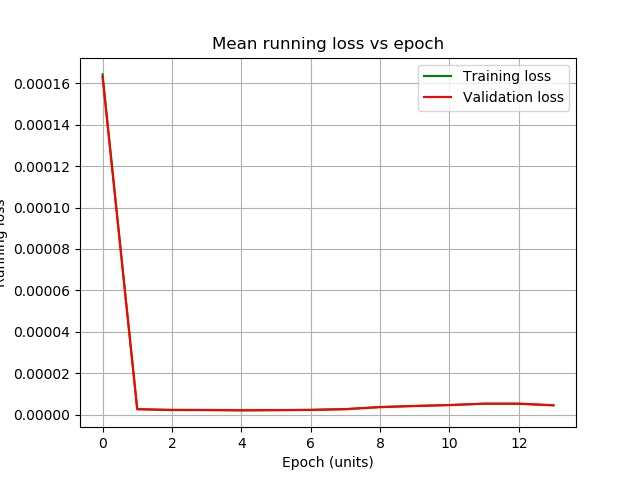 Mean running loss vs epoch
Training loss
Validation loss
0.00016
0.00014
0.00012
0.00010
0.00008
0.00006
0.00004
0.00002
0.00000
Running loss
0 2 4 6 8 10 12
Epoch (units)